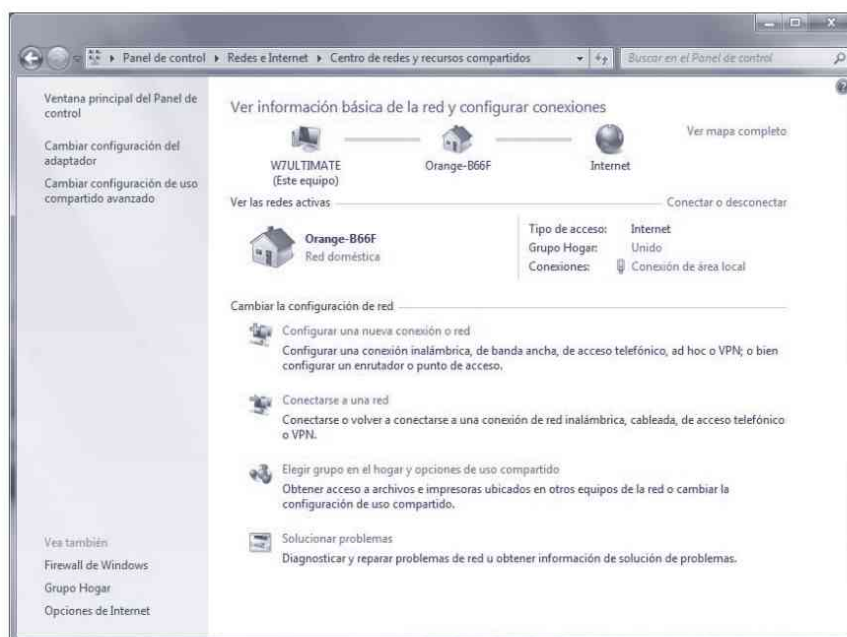 Panel de control ▸ Redes e Internet ▸ Centro de redes y recursos compartidos
Buscar en el Panel de control
Ventana principal del Panel de
control
Cambiar configuración del
adaptador
Cambiar configuración de uso
compartido avanzado
Vea también
Firewall de Windows
Grupo Hogar
Opciones de Internet
Ver información básica de la red y configurar conexiones
Ver mapa completo
W7ULTIMATE
(Este equipo)
Orange-B66F
Internet
Ver las redes activas
Conectar o desconectar
Orange-B66F
Red doméstica
Tipo de acceso: Internet
Grupo Hogar: Unido
Conexiones: Conexión de área local
Cambiar la configuración de red
Configurar una nueva conexión o red
Configurar una conexión inalámbrica, de banda ancha, de acceso telefónico, ad hoc o VPN; o bien
configurar un enrutador o punto de acceso.
Conectarse a una red
Conectarse o volver a conectarse a una conexión de red inalámbrica, cableada, de acceso telefónico
o VPN.
Elegir grupo en el hogar y opciones de uso compartido
Obtener acceso a archivos e impresoras ubicados en otros equipos de la red o cambiar la
configuración de uso compartido.
Solucionar problemas
Diagnosticar y reparar problemas de red u obtener información de solución de problemas.